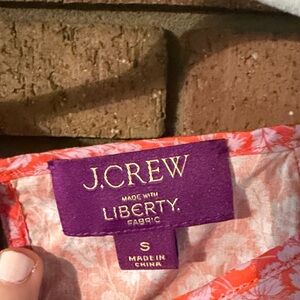 J.CREW
MADE WITH
LIBERTY.
FABRIC
S
MADE IN
CHINA